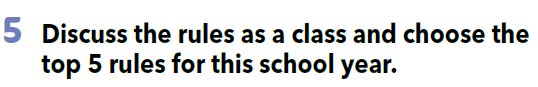 5 Discuss the rules as a class and choose the
top 5 rules for this school year.